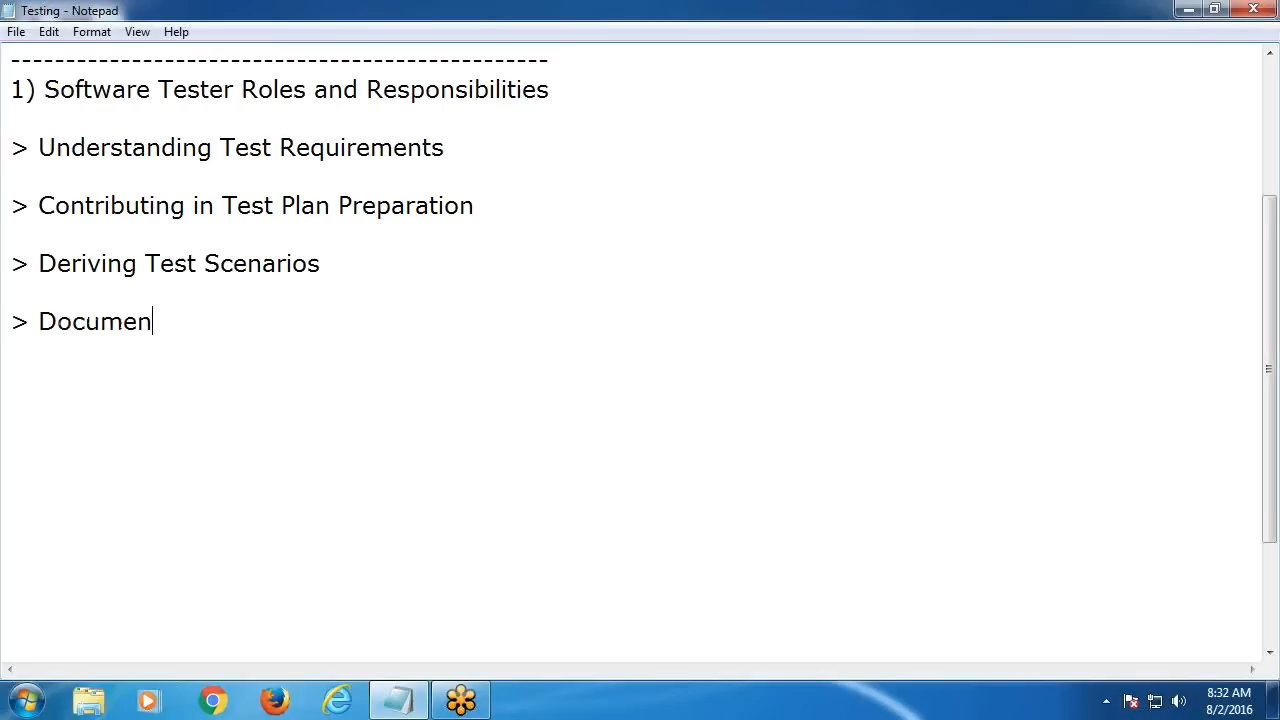 Testing - Notepad
File Edit Format View Help
------------------------------------------------
1) Software Tester Roles and Responsibilities
> Understanding Test Requirements
> Contributing in Test Plan Preparation
> Deriving Test Scenarios
> Documen
8:32 AM
8/2/2016